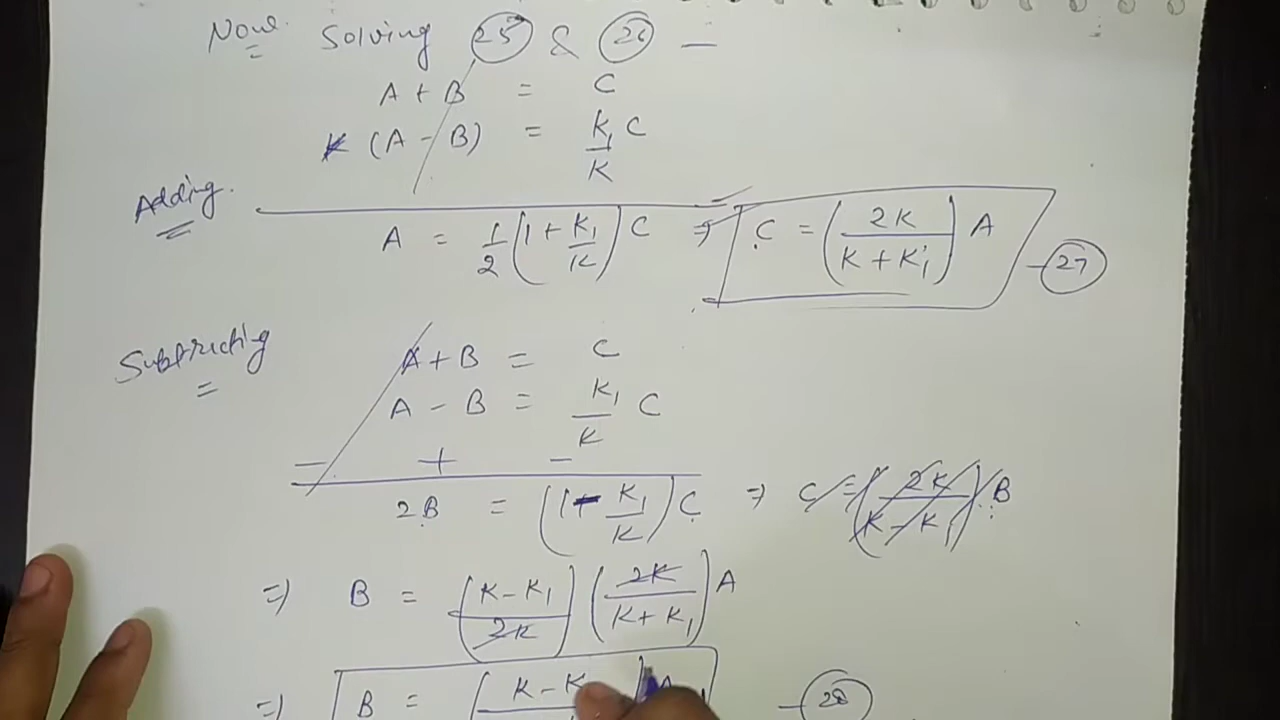 Now Solving (25) & (26) —
A + B = C
K (A - B) = K₁/K C
Adding.
A = 1/2 (1 + K₁/K) C ⇒ C = (2K / (K + K₁)) A — (27)
Subtracting
A + B = C
A - B = K₁/K C
− + −
2B = (1 - K₁/K) C ⇒ C = (2K / (K - K₁)) B
⇒ B = ((K - K₁) / 2K) (2K / (K + K₁)) A
⇒ B = (K - K A — (28)